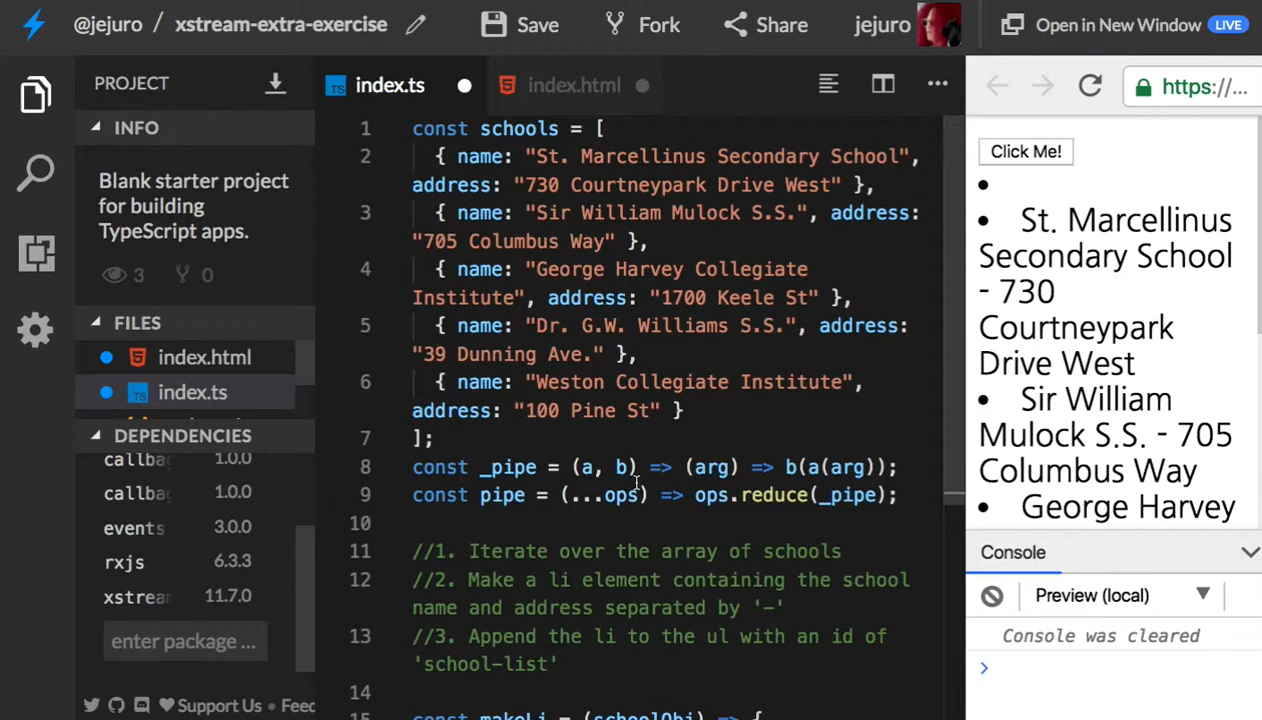 @jejuro / xstream-extra-exercise
Save
Fork
Share
jejuro
Open in New Window LIVE
PROJECT
INFO
Blank starter project
for building
TypeScript apps.
3 0
FILES
index.html
index.ts
DEPENDENCIES
callba 1.0.0
callba 1.0.0
events 3.0.0
rxjs 6.3.3
xstrea 11.7.0
enter package ...
Support Us
Feed
TS index.ts
index.html
1 const schools = [
2 { name: "St. Marcellinus Secondary School",
address: "730 Courtneypark Drive West" },
3 { name: "Sir William Mulock S.S.", address:
"705 Columbus Way" },
4 { name: "George Harvey Collegiate
Institute", address: "1700 Keele St" },
5 { name: "Dr. G.W. Williams S.S.", address:
"39 Dunning Ave." },
6 { name: "Weston Collegiate Institute",
address: "100 Pine St" }
7 ];
8 const _pipe = (a, b) => (arg) => b(a(arg));
9 const pipe = (...ops) => ops.reduce(_pipe);
10
11 //1. Iterate over the array of schools
12 //2. Make a li element containing the school
name and address separated by '-'
13 //3. Append the li to the ul with an id of
'school-list'
14
15 const makeLi = (schoolObj) => {
https://...
Click Me!
•
• St. Marcellinus
Secondary School
- 730
Courtneypark
Drive West
• Sir William
Mulock S.S. - 705
Columbus Way
• George Harvey
Console
Preview (local)
Console was cleared